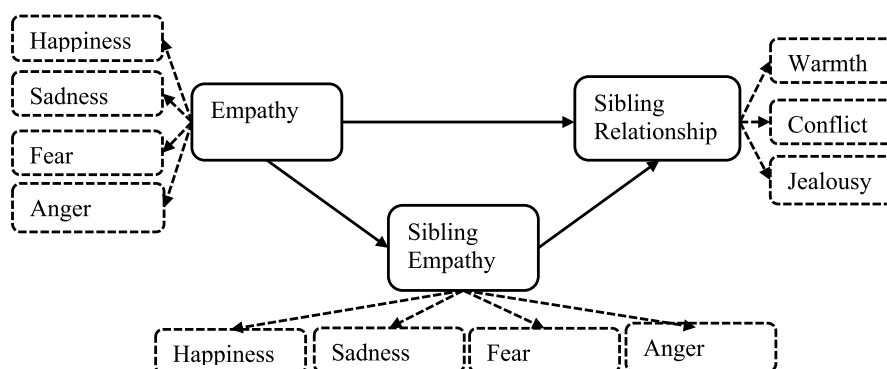 Happiness
Sadness
Fear
Anger
Empathy
Sibling
Relationship
Warmth
Conflict
Jealousy
Sibling
Empathy
Happiness
Sadness
Fear
Anger